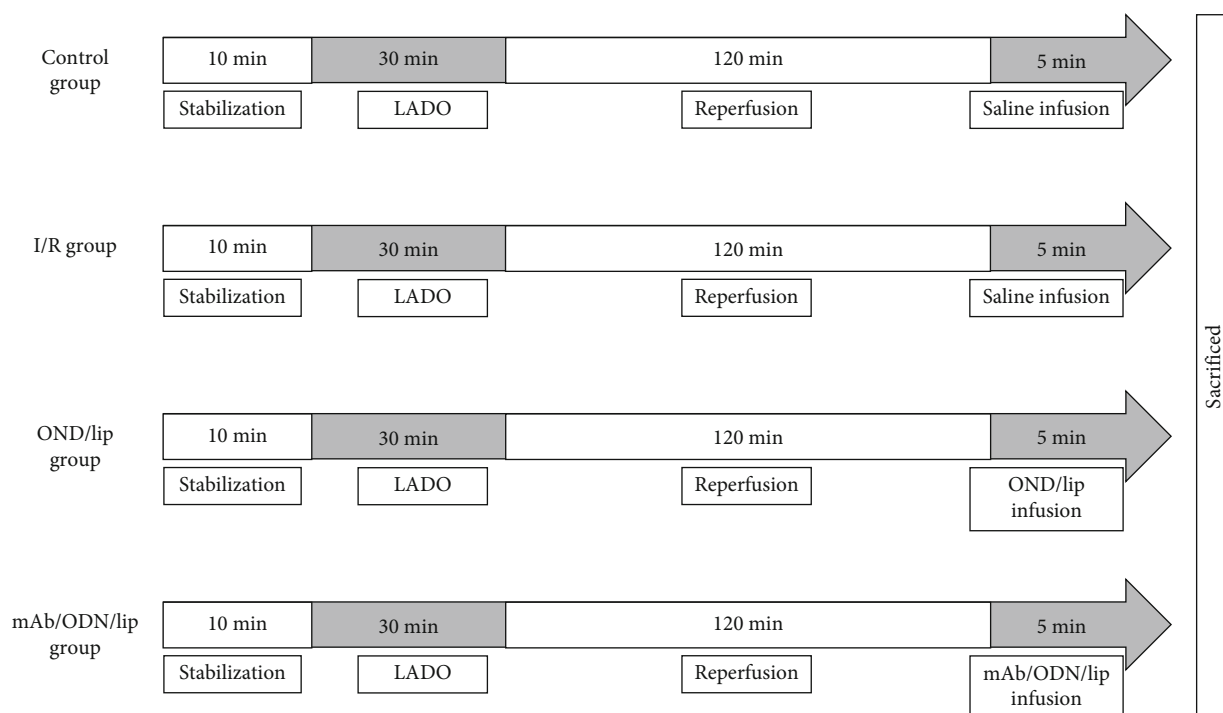 Control
group
10 min
30 min
120 min
5 min
Stabilization
LADO
Reperfusion
Saline infusion
I/R group
10 min
30 min
120 min
5 min
Stabilization
LADO
Reperfusion
Saline infusion
OND/lip
group
10 min
30 min
120 min
5 min
Stabilization
LADO
Reperfusion
OND/lip
infusion
mAb/ODN/lip
group
10 min
30 min
120 min
5 min
Stabilization
LADO
Reperfusion
mAb/ODN/lip
infusion
Sacrificed